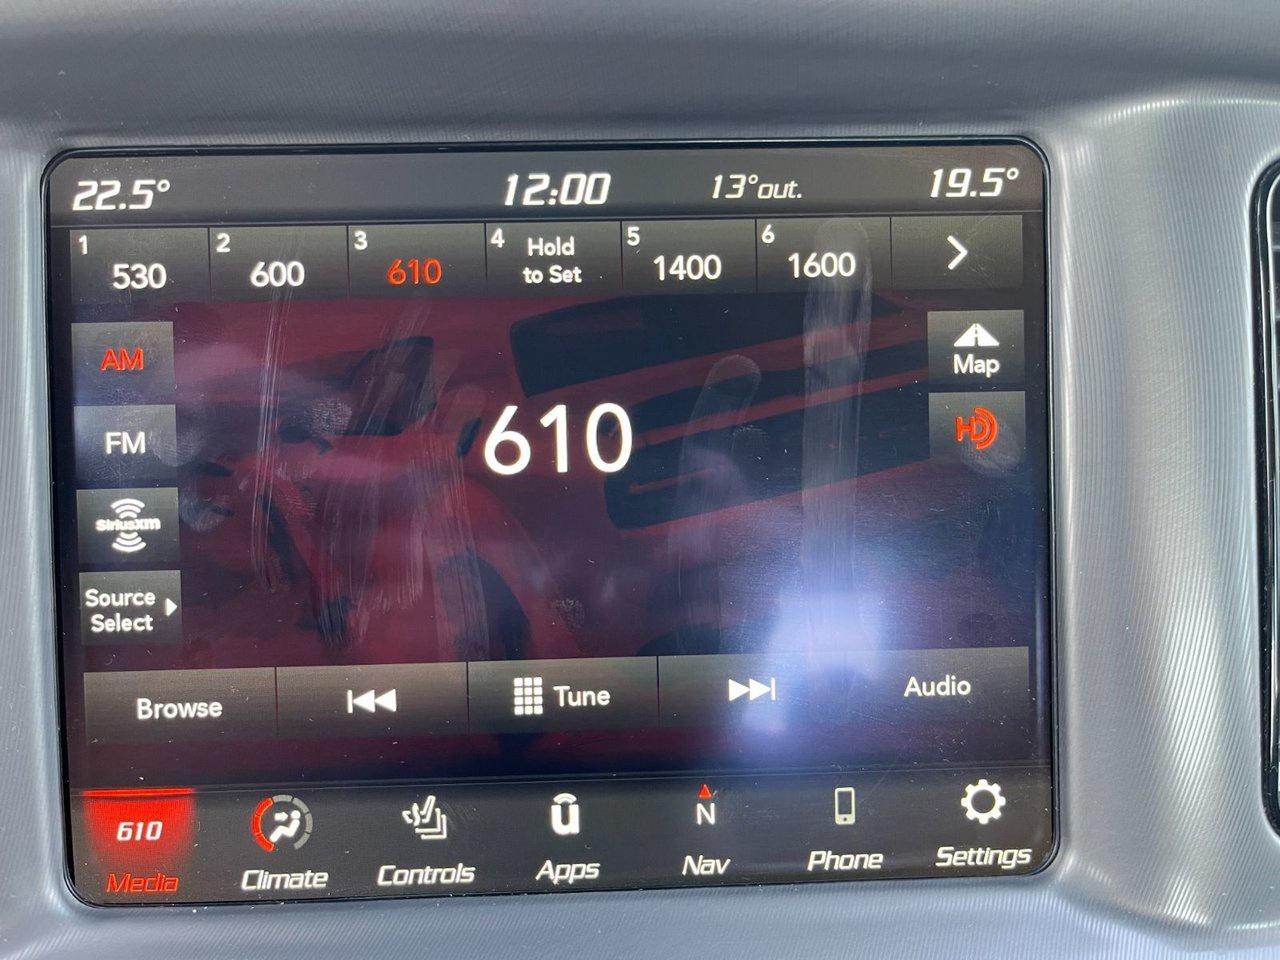 22.5° 12:00 13°out. 19.5°
1 530
2 600
3 610
4 Hold
to Set
5 1400
6 1600
AM
FM
SiriusXM
Source
Select
610
Map
HD
Browse
Tune
Audio
610
Media
Climate
Controls
Apps
N
Nav
Phone
Settings